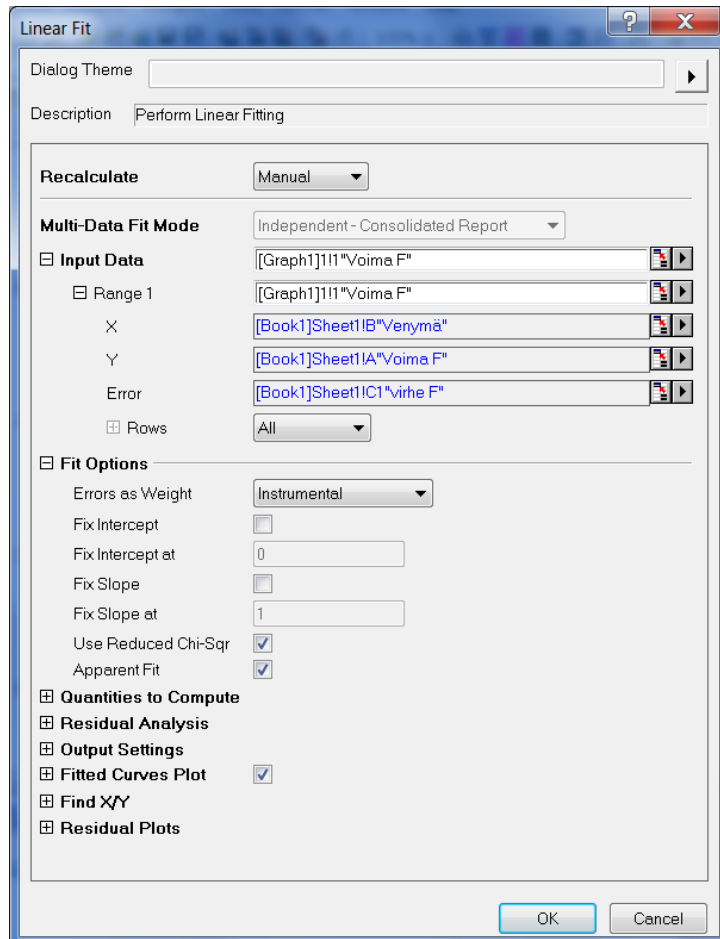 Linear Fit
Dialog Theme
Description Perform Linear Fitting
Recalculate Manual
Multi-Data Fit Mode Independent - Consolidated Report
Input Data [Graph1]1!1"Voima F"
Range 1 [Graph1]1!1"Voima F"
X [Book1]Sheet1!B"Venymä"
Y [Book1]Sheet1!A"Voima F"
Error [Book1]Sheet1!C1"virhe F"
Rows All
Fit Options
Errors as Weight Instrumental
Fix Intercept
Fix Intercept at 0
Fix Slope
Fix Slope at 1
Use Reduced Chi-Sqr
Apparent Fit
Quantities to Compute
Residual Analysis
Output Settings
Fitted Curves Plot
Find X/Y
Residual Plots
OK Cancel